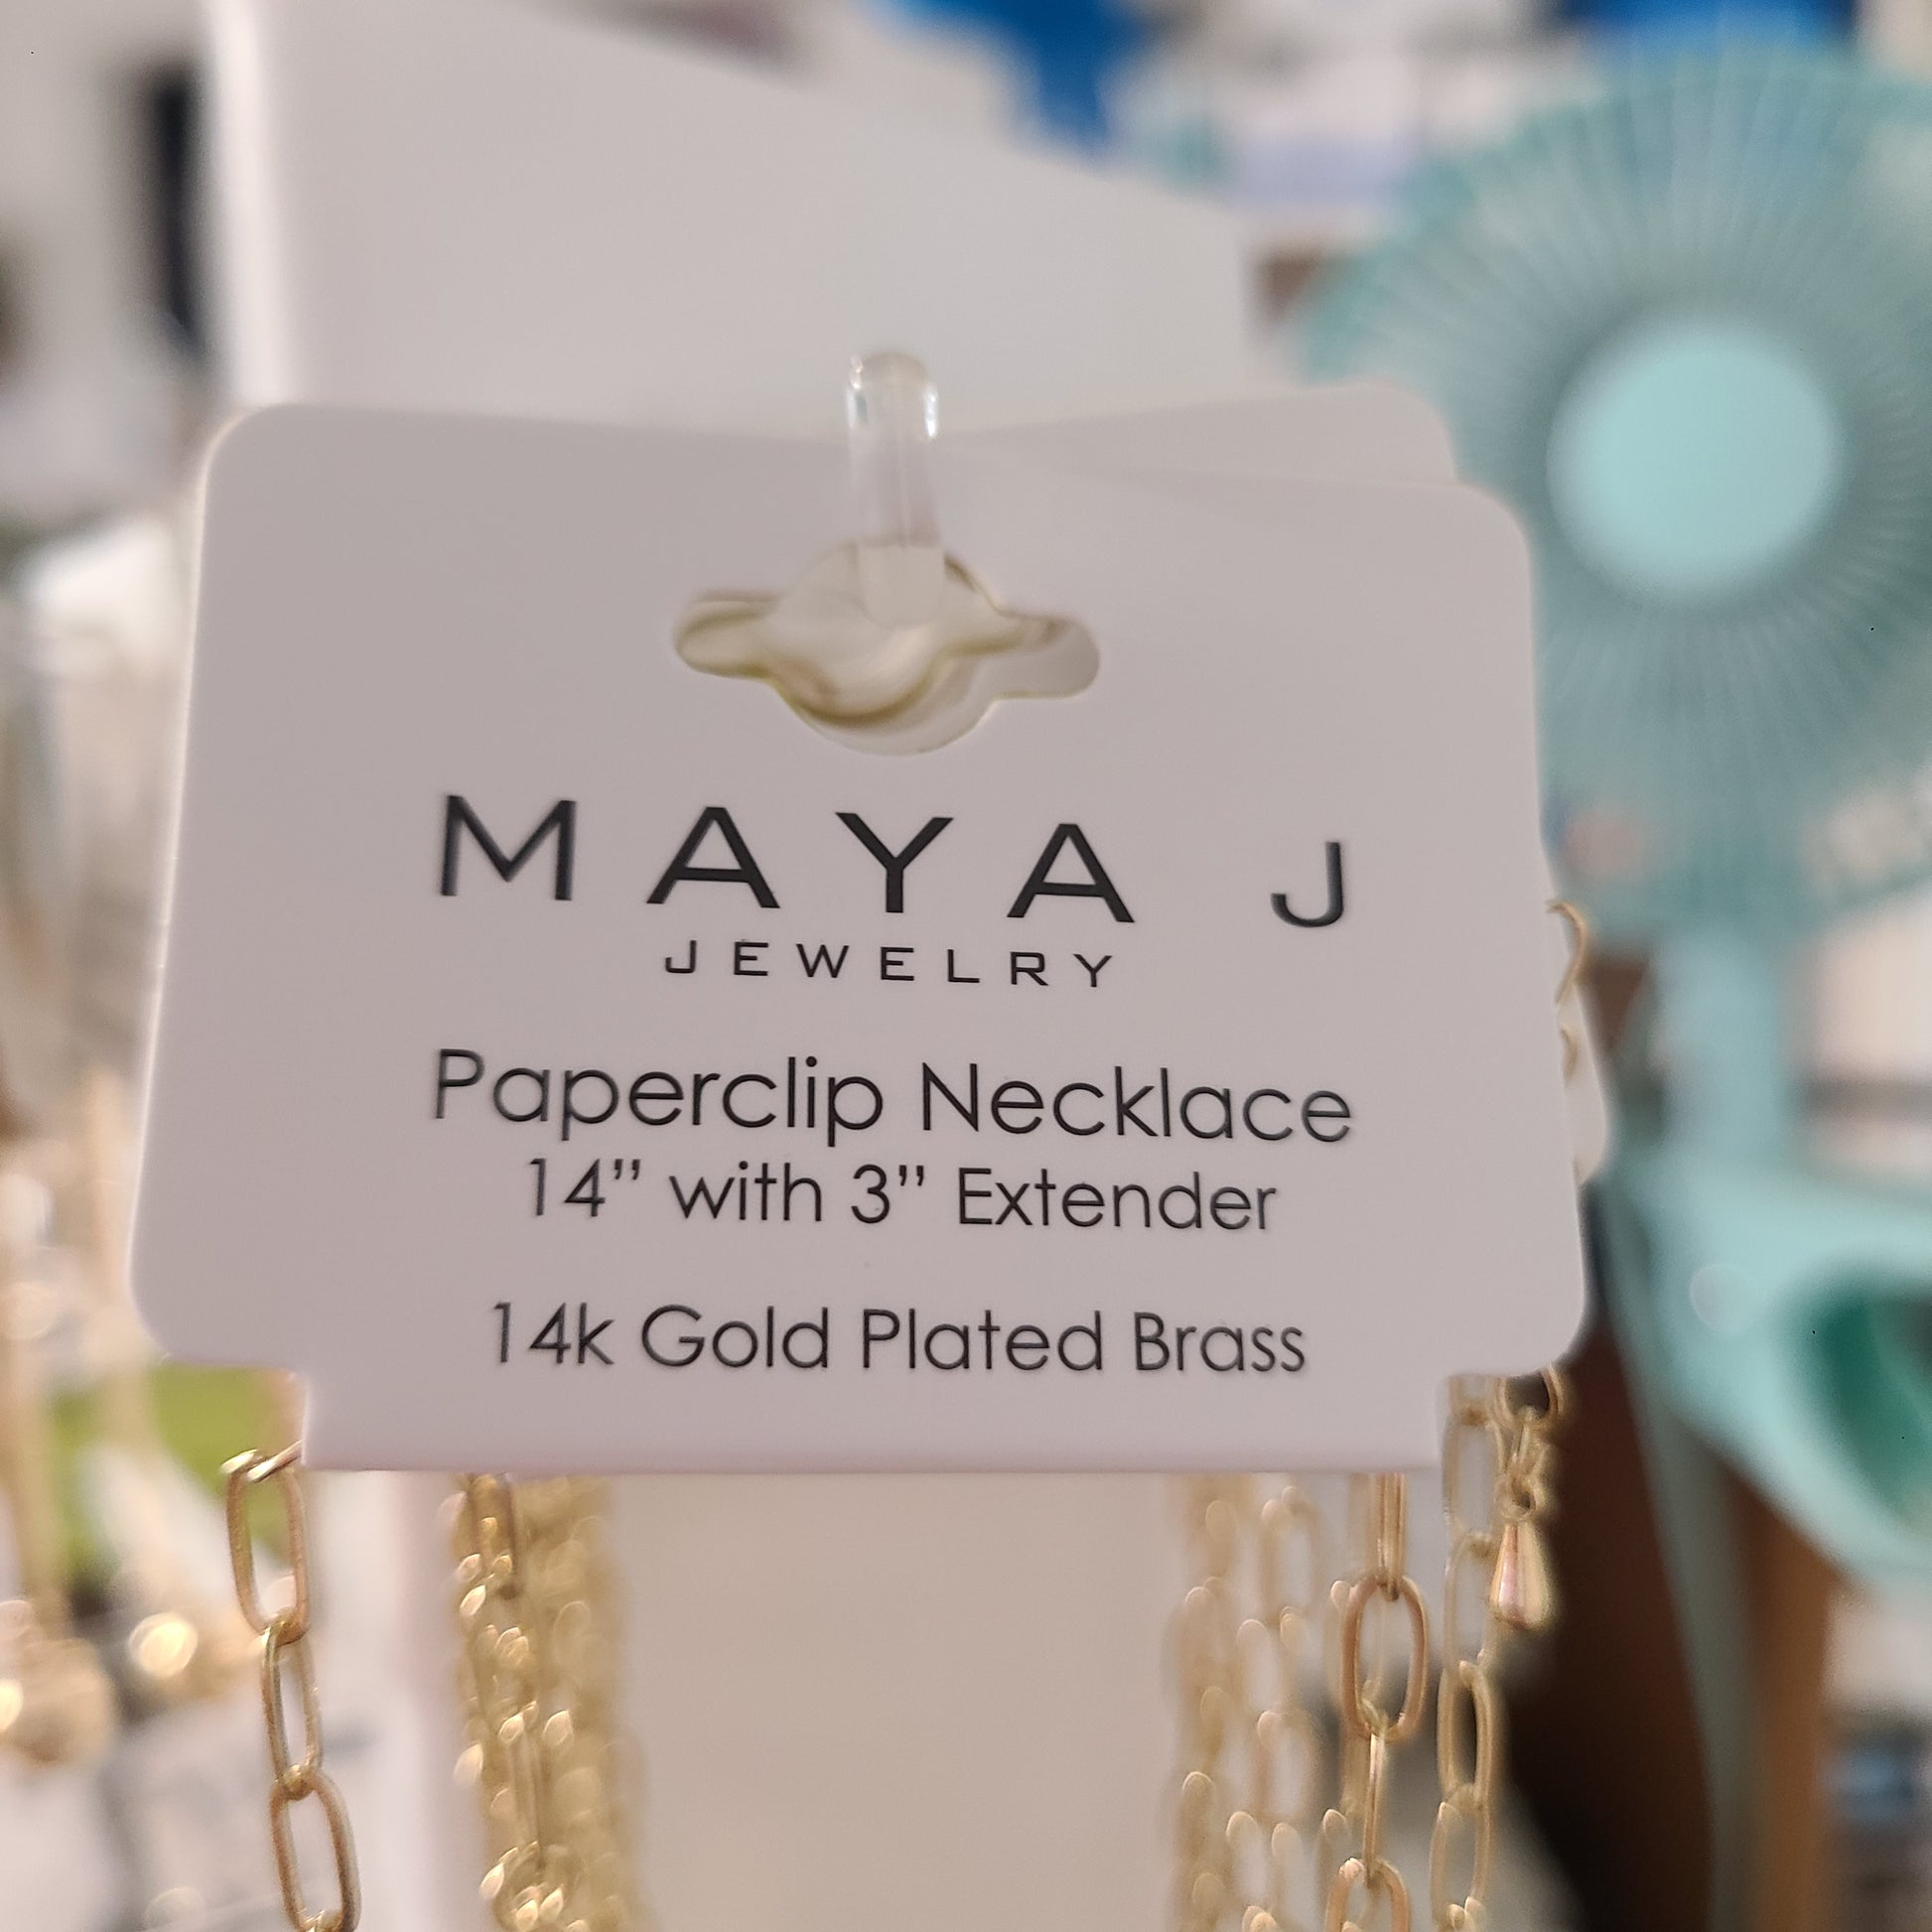 MAYA J
JEWELRY
Paperclip Necklace
14” with 3” Extender
14k Gold Plated Brass